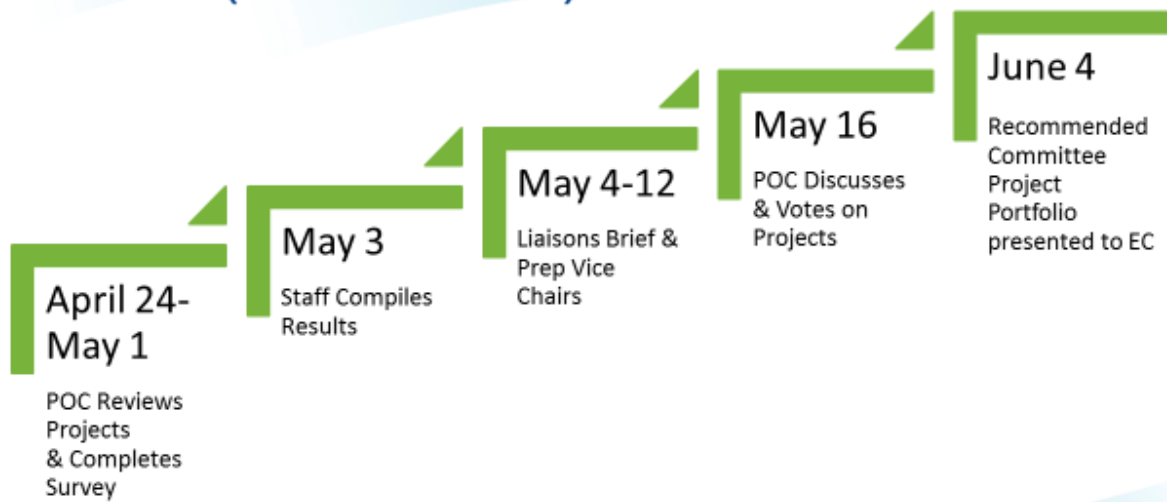 April 24-
May 1
POC Reviews
Projects
& Completes
Survey
May 3
Staff Compiles
Results
May 4-12
Liaisons Brief &
Prep Vice
Chairs
May 16
POC Discusses
& Votes on
Projects
June 4
Recommended
Committee
Project
Portfolio
presented to EC